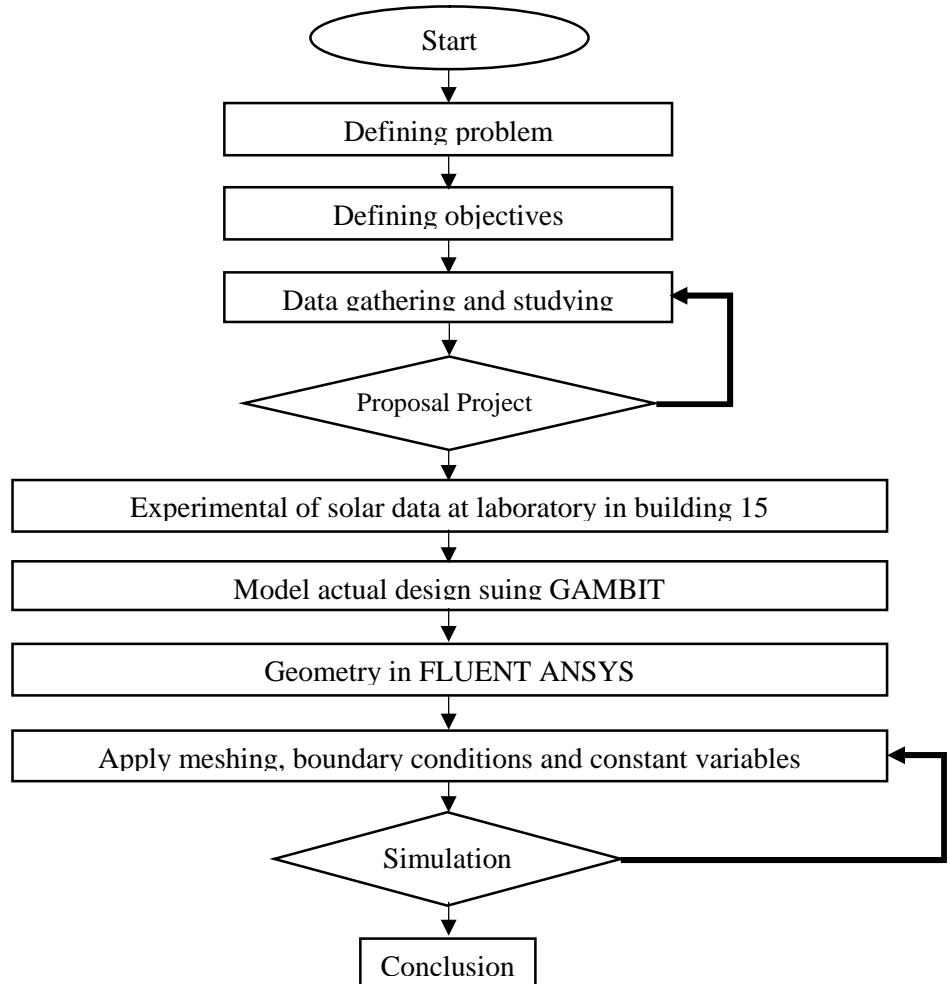 Start
Defining problem
Defining objectives
Data gathering and studying
Proposal Project
Experimental of solar data at laboratory in building 15
Model actual design suing GAMBIT
Geometry in FLUENT ANSYS
Apply meshing, boundary conditions and constant variables
Simulation
Conclusion